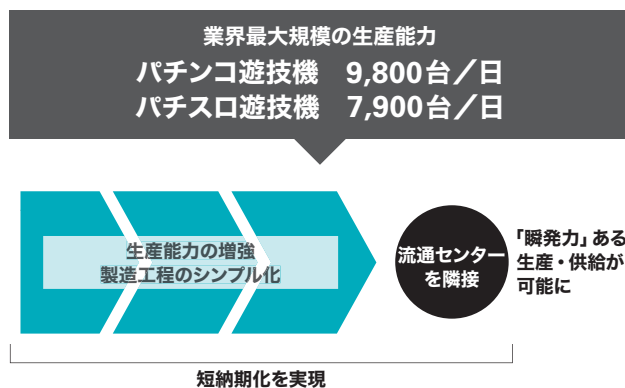 業界最大規模の生産能力
パチンコ遊技機　9,800台／日
パチスロ遊技機　7,900台／日
生産能力の増強
製造工程のシンプル化
流通センター
を隣接
「瞬発力」ある
生産・供給が
可能に
短納期化を実現